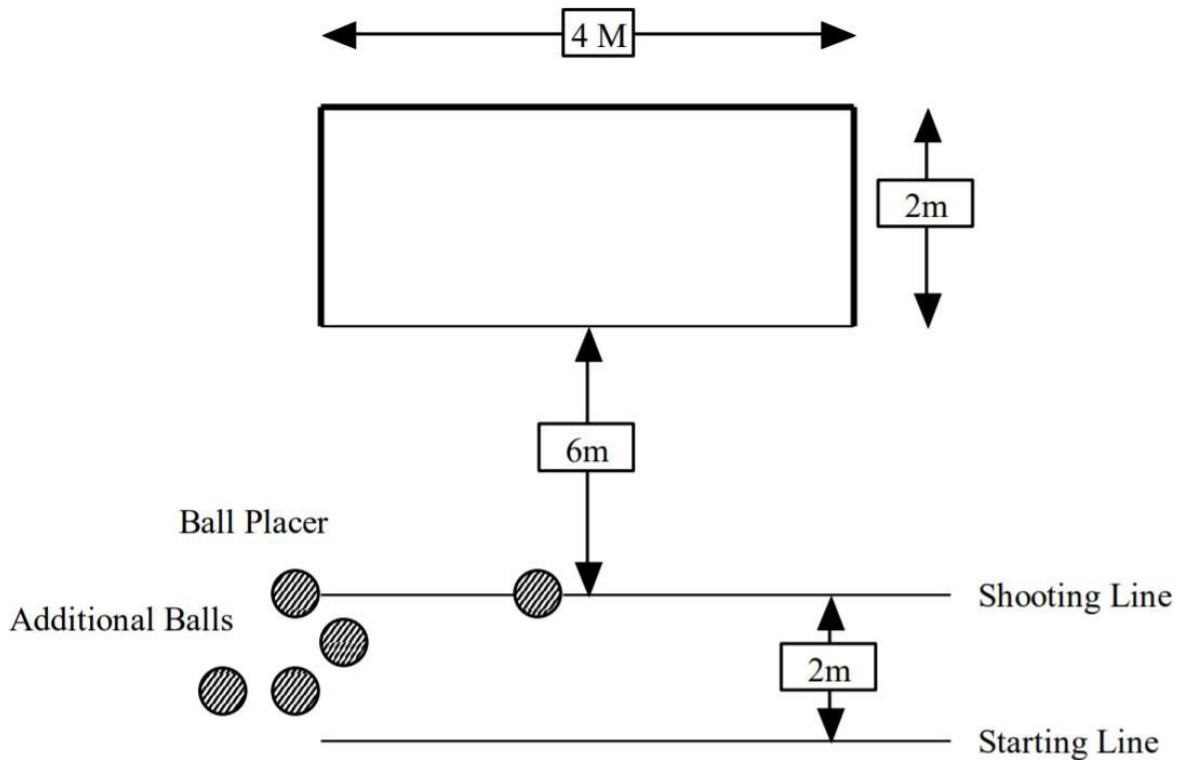 4 M
2m
6m
Ball Placer
Shooting Line
Additional Balls
2m
Starting Line